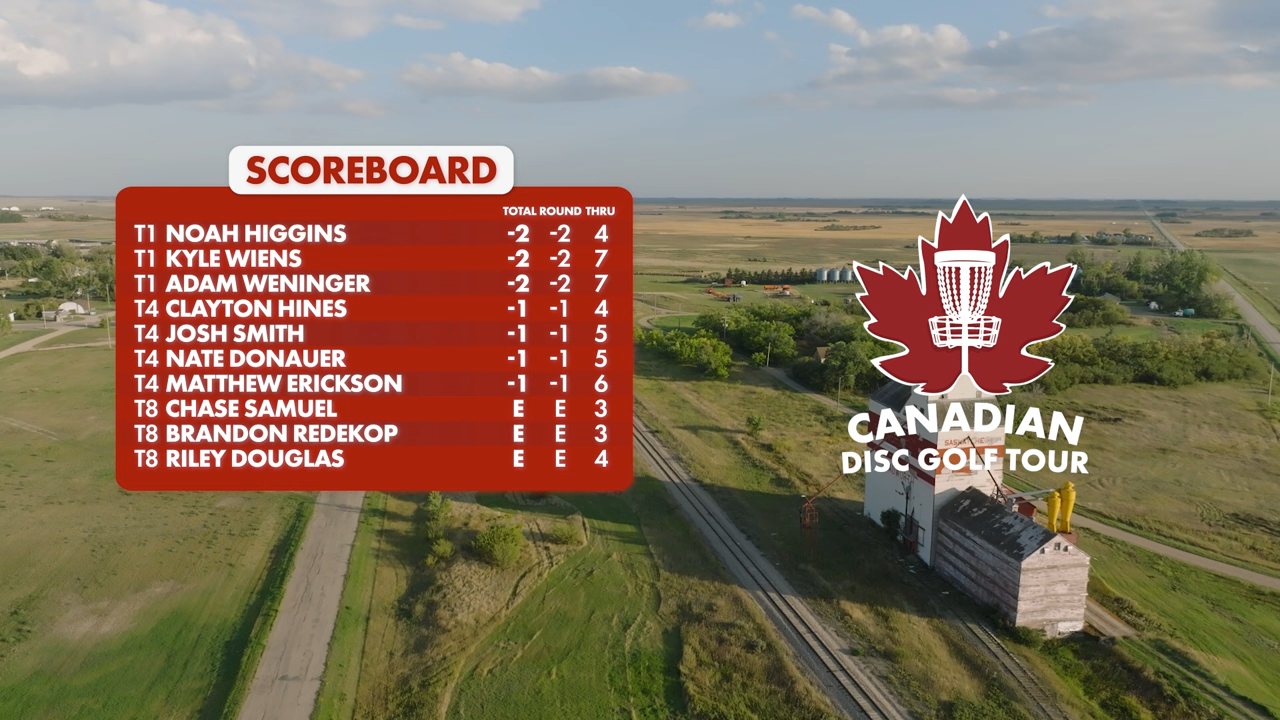 SCOREBOARD
TOTAL ROUND THRU
T1 NOAH HIGGINS -2 -2 4
T1 KYLE WIENS -2 -2 7
T1 ADAM WENINGER -2 -2 7
T4 CLAYTON HINES -1 -1 4
T4 JOSH SMITH -1 -1 5
T4 NATE DONAUER -1 -1 5
T4 MATTHEW ERICKSON -1 -1 6
T8 CHASE SAMUEL E E 3
T8 BRANDON REDEKOP E E 3
T8 RILEY DOUGLAS E E 4
CANADIAN
DISC GOLF TOUR